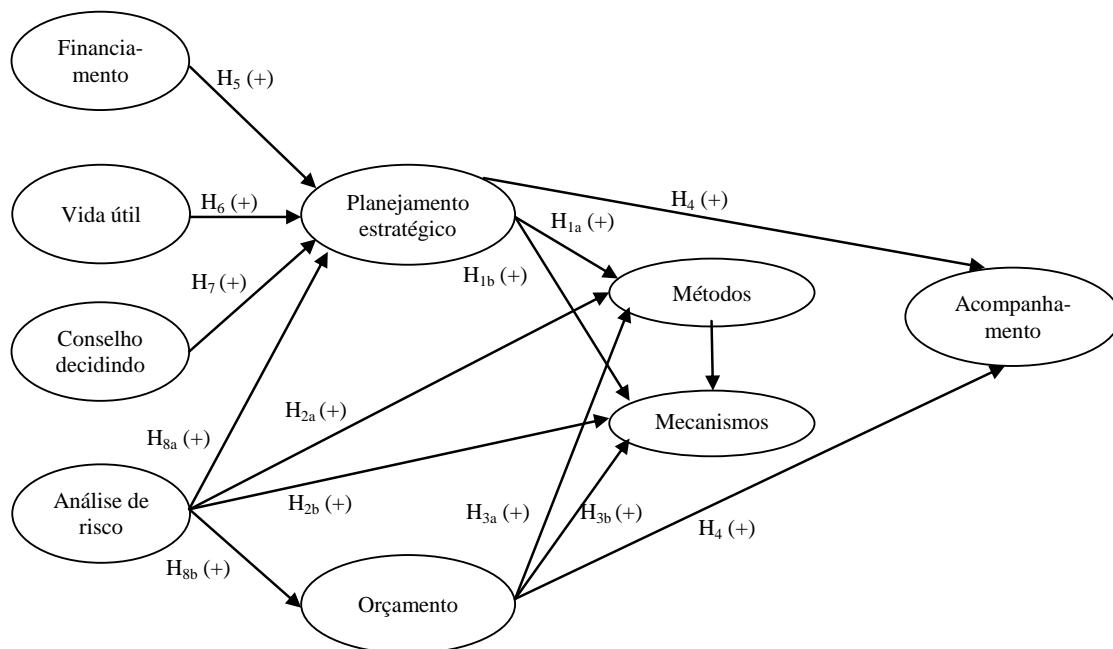 Financia-
mento
H5 (+)
Vida útil
H6 (+)
Planejamento
estratégico
H4 (+)
H1a (+)
H1b (+)
H7 (+)
Conselho
decidindo
Métodos
Acompanha-
mento
H2a (+)
Mecanismos
H8a (+)
Análise de
risco
H2b (+)
H3a (+)
H3b (+)
H4 (+)
H8b (+)
Orçamento